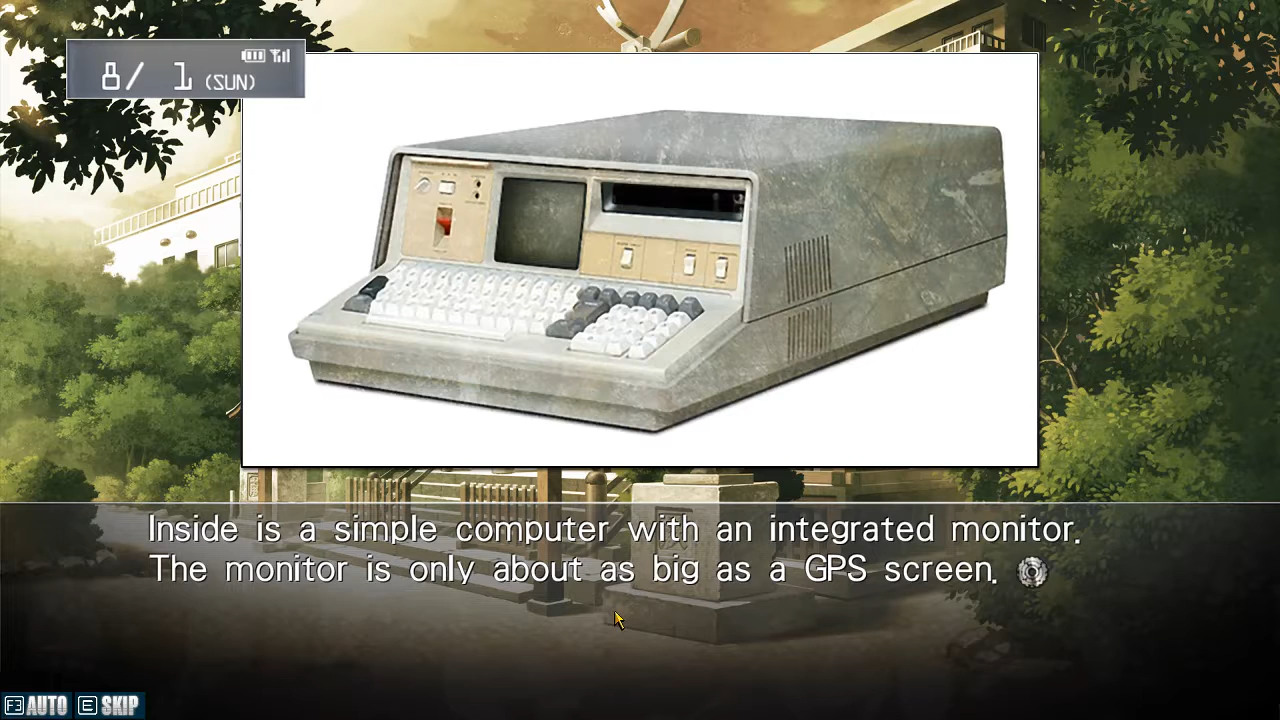 8/ 1 (SUN)
Inside is a simple computer with an integrated monitor.
The monitor is only about as big as a GPS screen.
F3 AUTO E SKIP